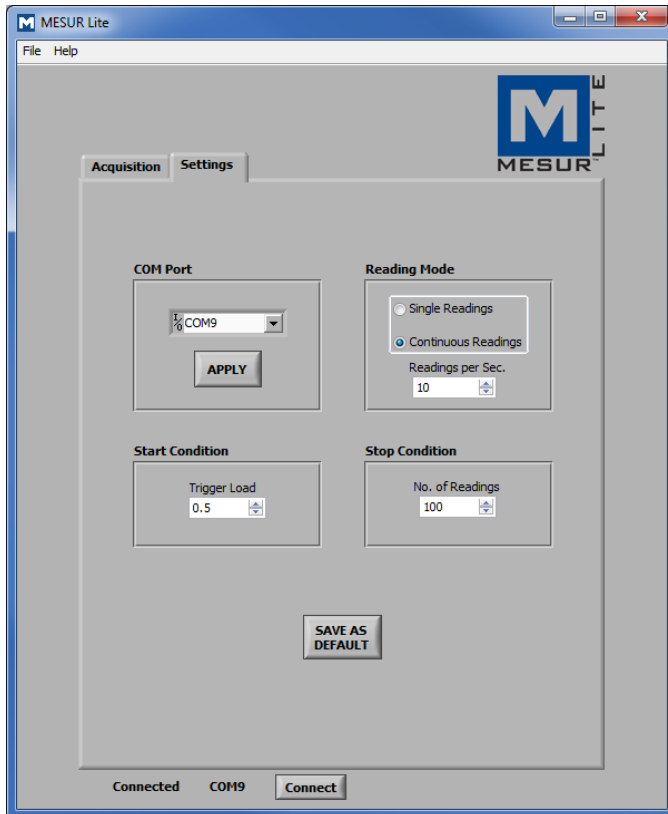 MESUR Lite
File Help
M
MESUR™
LITE
Acquisition Settings
COM Port
I/O COM9
APPLY
Reading Mode
Single Readings
Continuous Readings
Readings per Sec.
10
Start Condition
Trigger Load
0.5
Stop Condition
No. of Readings
100
SAVE AS
DEFAULT
Connected COM9 Connect